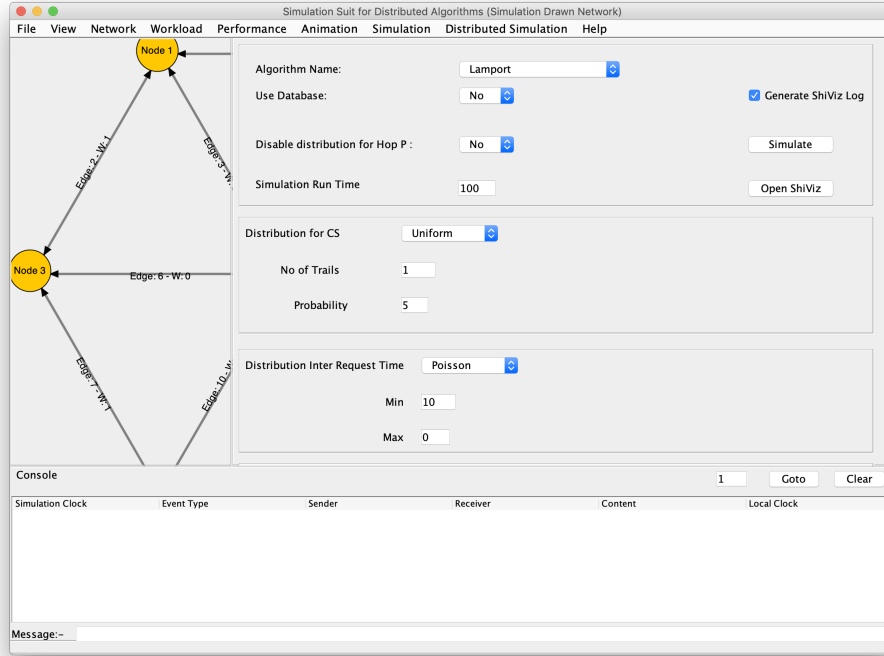 Simulation Suit for Distributed Algorithms (Simulation Drawn Network)
File View Network Workload Performance Animation Simulation Distributed Simulation Help
Node 1
Edge: 2 - W: 1
Edge: 3 - W:
Node 3
Edge: 6 - W: 0
Edge: 7 - W: 1
Edge: 10 - W
Algorithm Name: Lamport
Use Database: No Generate ShiViz Log
Disable distribution for Hop P : No Simulate
Simulation Run Time 100 Open ShiViz
Distribution for CS Uniform
No of Trails 1
Probability 5
Distribution Inter Request Time Poisson
Min 10
Max 0
Console 1 Goto Clear
Simulation Clock Event Type Sender Receiver Content Local Clock
Message:-